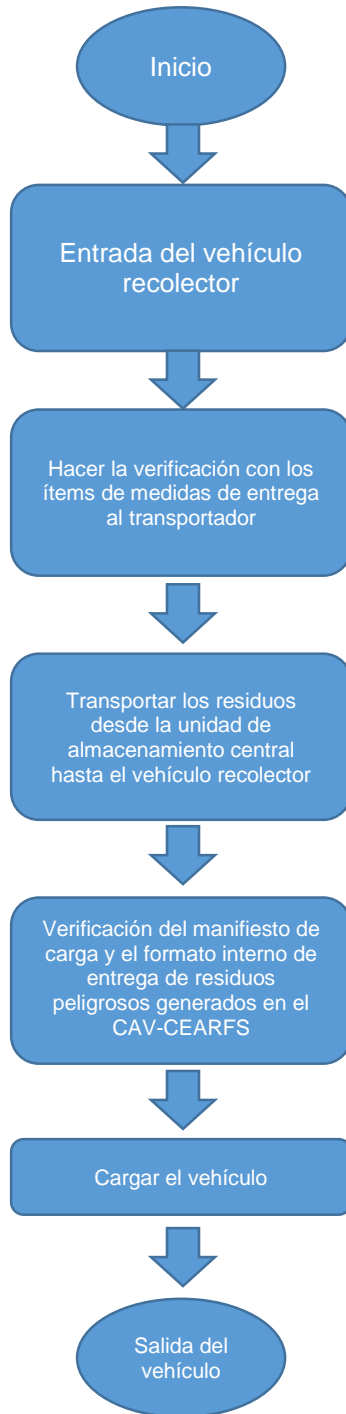 Inicio
Entrada del vehículo
recolector
Hacer la verificación con los
ítems de medidas de entrega
al transportador
Transportar los residuos
desde la unidad de
almacenamiento central
hasta el vehículo recolector
Verificación del manifiesto de
carga y el formato interno de
entrega de residuos
peligrosos generados en el
CAV-CEARFS
Cargar el vehículo
Salida del
vehículo